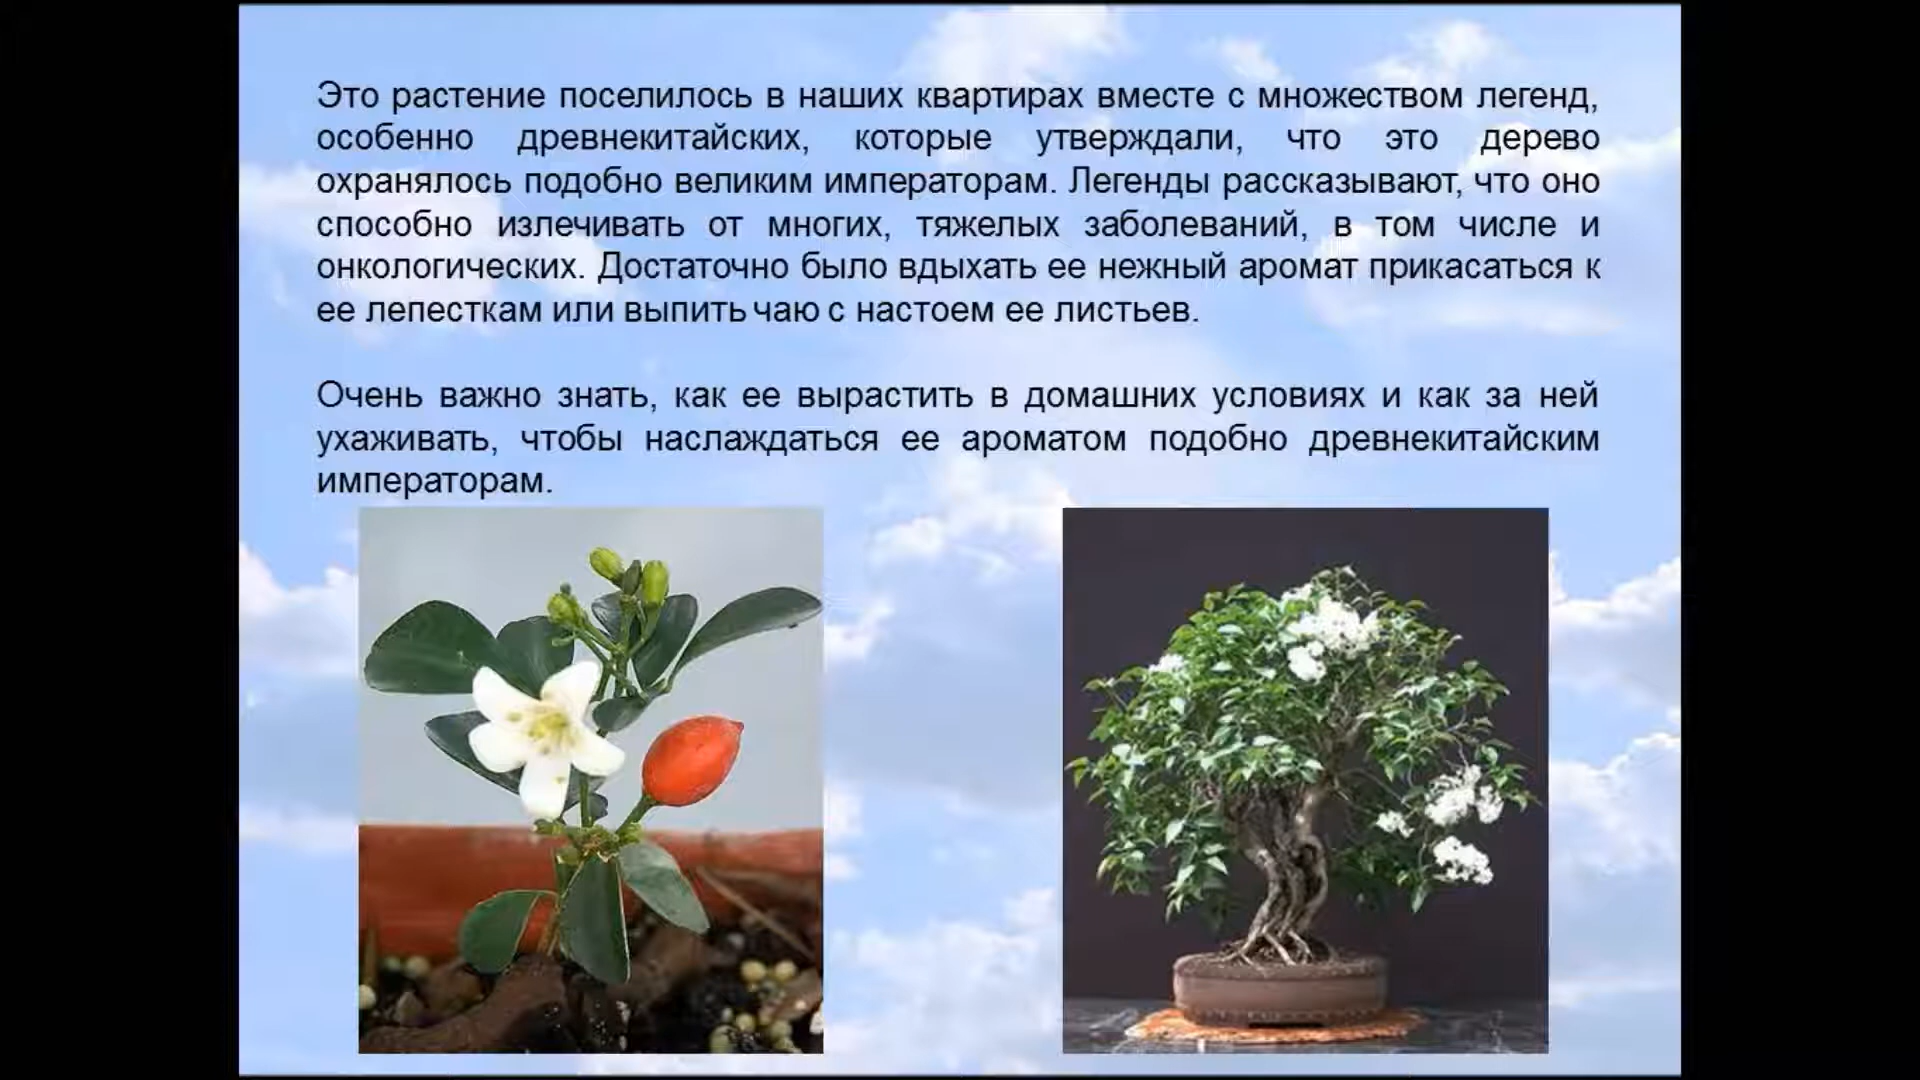 Это растение поселилось в наших квартирах вместе с множеством легенд,
особенно древнекитайских, которые утверждали, что это дерево
охранялось подобно великим императорам. Легенды рассказывают, что оно
способно излечивать от многих, тяжелых заболеваний, в том числе и
онкологических. Достаточно было вдыхать ее нежный аромат прикасаться к
ее лепесткам или выпить чаю с настоем ее листьев.
Очень важно знать, как ее вырастить в домашних условиях и как за ней
ухаживать, чтобы наслаждаться ее ароматом подобно древнекитайским
императорам.